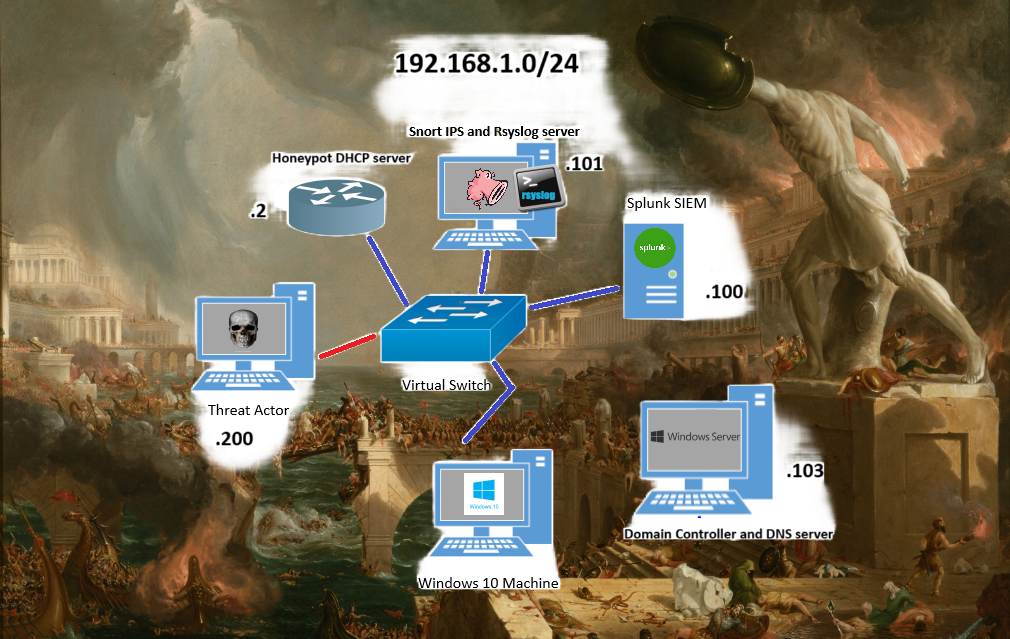 192.168.1.0/24
Snort IPS and Rsyslog server
Honeypot DHCP server
.101
>_
rsyslog
.2
Splunk SIEM
splunk>
.100
Virtual Switch
Threat Actor
.200
Windows Server
.103
Windows 10
Domain Controller and DNS server
Windows 10 Machine